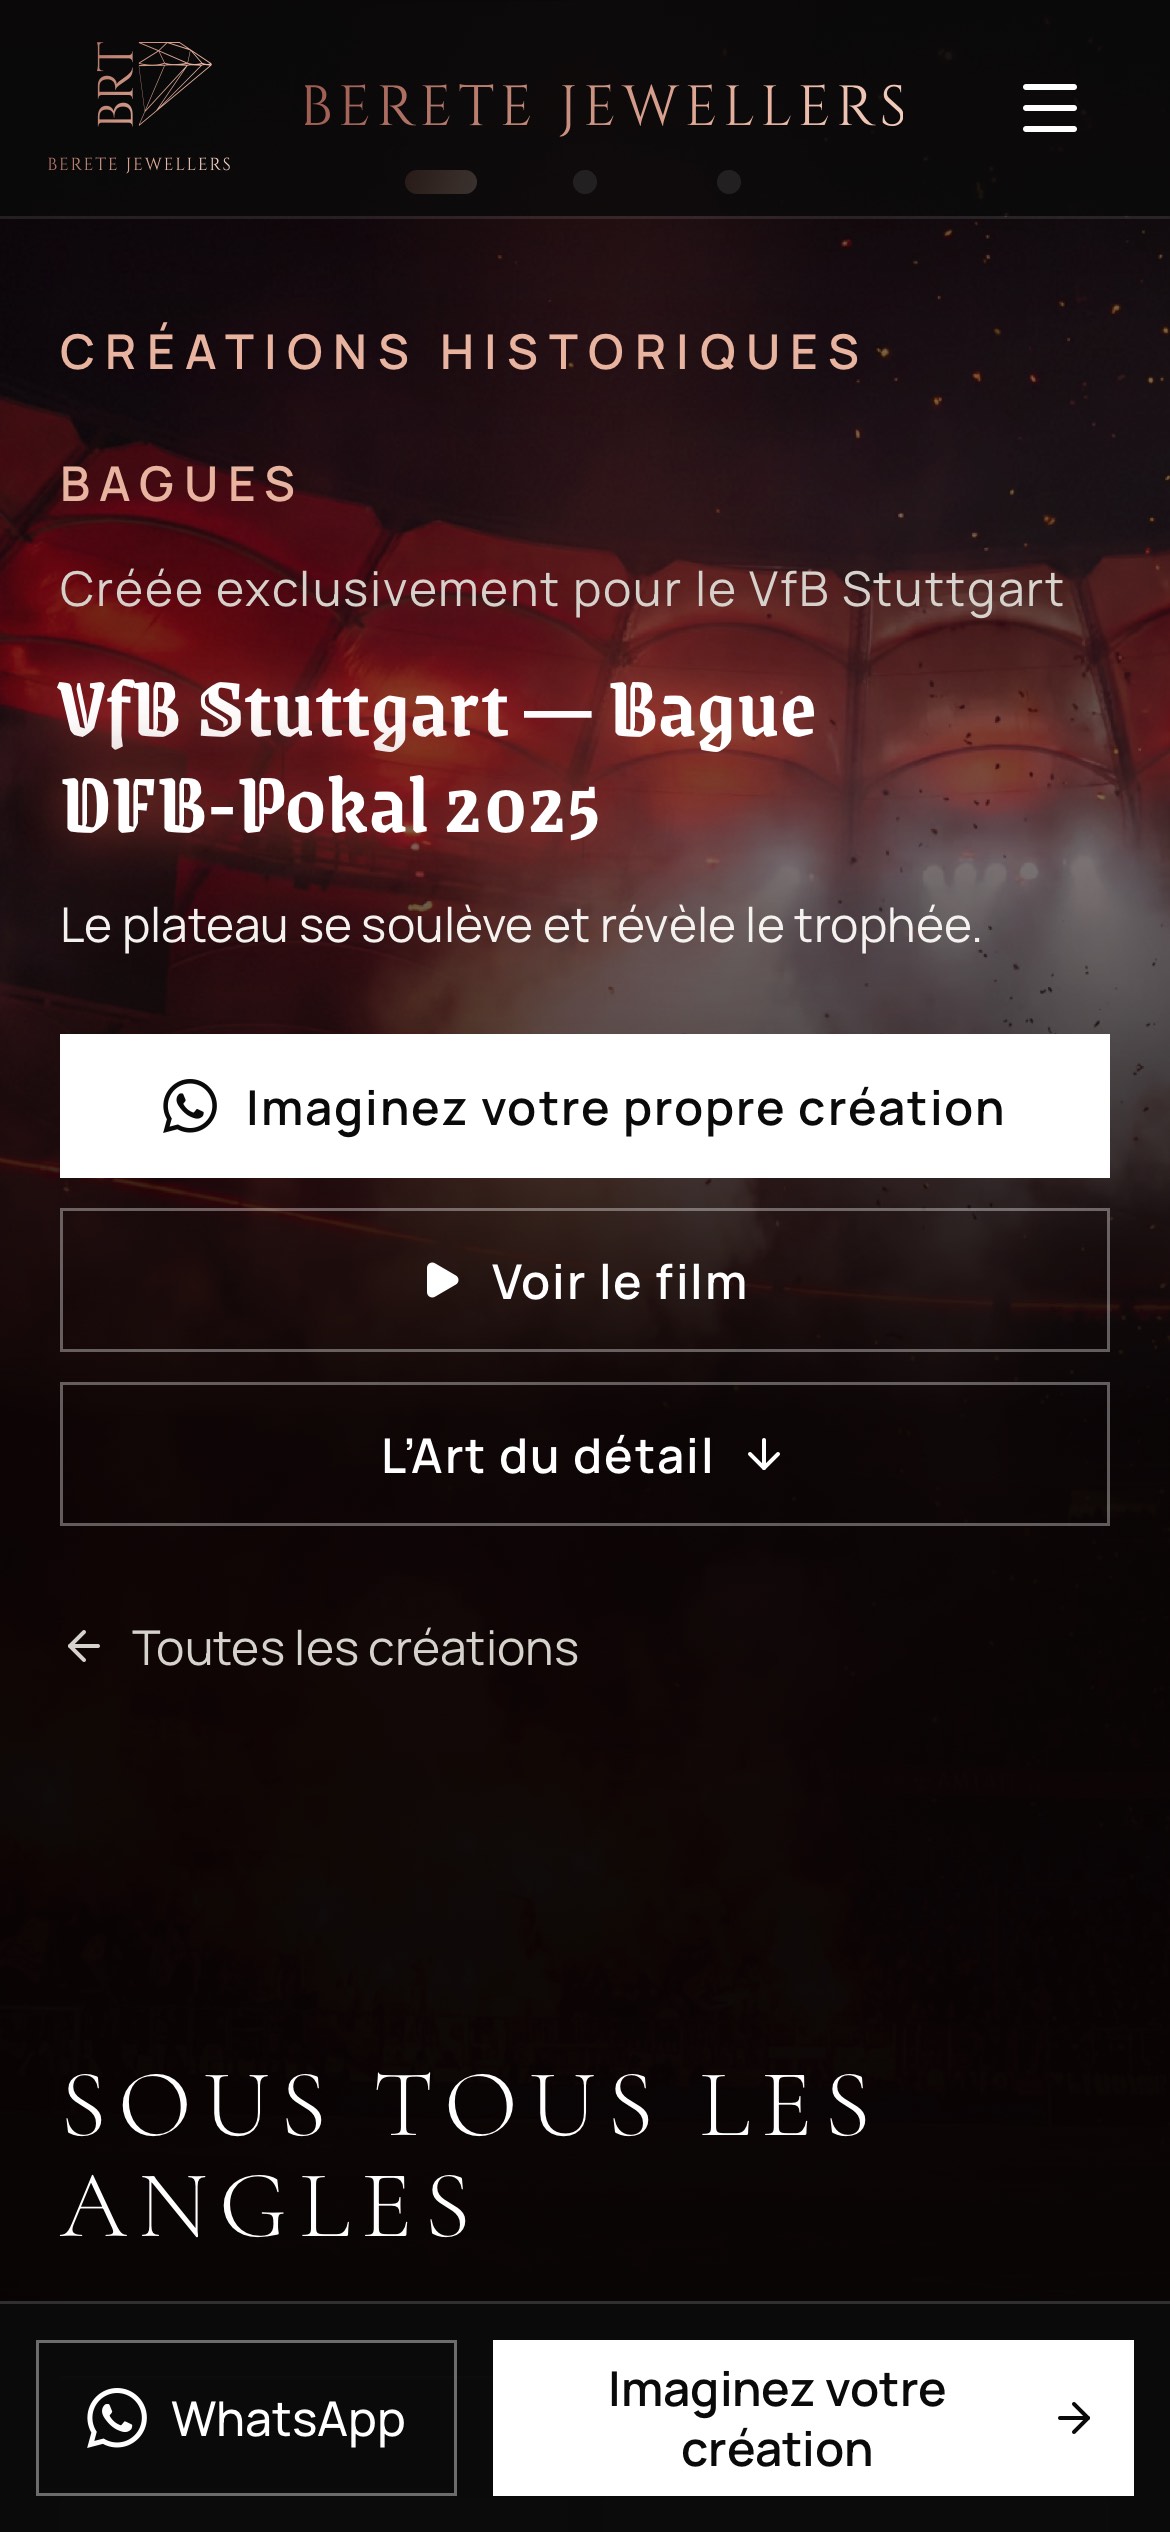 BRT
BERETE JEWELLERS
BERETE JEWELLERS
CRÉATIONS HISTORIQUES
BAGUES
Créée exclusivement pour le VfB Stuttgart
VfB Stuttgart — Bague
DFB-Pokal 2025
Le plateau se soulève et révèle le trophée.
Imaginez votre propre création
Voir le film
L’Art du détail ↓
← Toutes les créations
SOUS TOUS LES
ANGLES
WhatsApp
Imaginez votre
création →